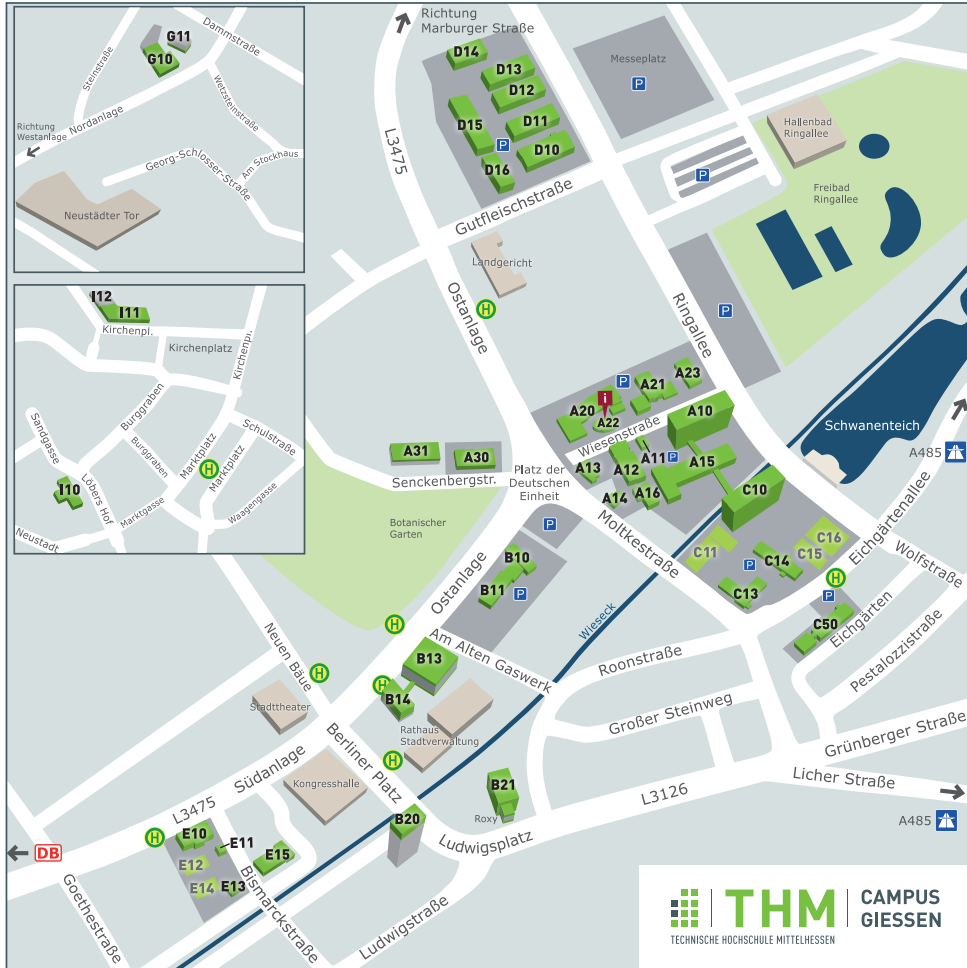 G11
G10
Dammstraße
Steinstraße
Wetzsteinstraße
Nordanlage
Richtung
Westanlage
Georg-Schlosser-Straße
Am Stockhaus
Neustädter Tor
I12
I11
Kirchenpl.
Kirchenplatz
Kirchenpl.
Burggraben
Sandgasse
Burggraben
Marktplatz
Marktplatz
H
Schulstraße
I10
Löbers Hof
Marktgasse
Waagengasse
Neustadt
Richtung
Marburger Straße
L3475
D14
D13
D12
D15
D11
P
D10
D16
Messeplatz
P
P
Hallenbad
Ringallee
Freibad
Ringallee
Gutfleischstraße
Landgericht
H
Ostanlage
Ringallee
P
P
A23
A21
A20
i
A22
A10
Wiesenstraße
Schwanenteich
A485
A31
A30
Senckenbergstr.
Platz der
Deutschen
Einheit
A13
A12
A11
P
A15
A14
A16
C10
Moltkestraße
Botanischer
Garten
P
Ostanlage
B10
B11
P
C11
P
C14
C15
C16
C13
H
P
C50
Eichgärtenallee
Wolfstraße
Eichgärten
Pestalozzistraße
Wieseck
H
Am Alten Gaswerk
B13
H
B14
Rathaus
Stadtverwaltung
H
Roonstraße
Großer Steinweg
Grünberger Straße
Licher Straße
A485
L3126
Neuen Bäue
H
Stadttheater
Berliner Platz
Südanlage
Kongresshalle
L3475
B21
Roxy
B20
Ludwigsplatz
H
E10
E11
E12
E15
E14
E13
DB
Goethestraße
Bismarckstraße
Ludwigstraße
THM
CAMPUS
GIESSEN
TECHNISCHE HOCHSCHULE MITTELHESSEN